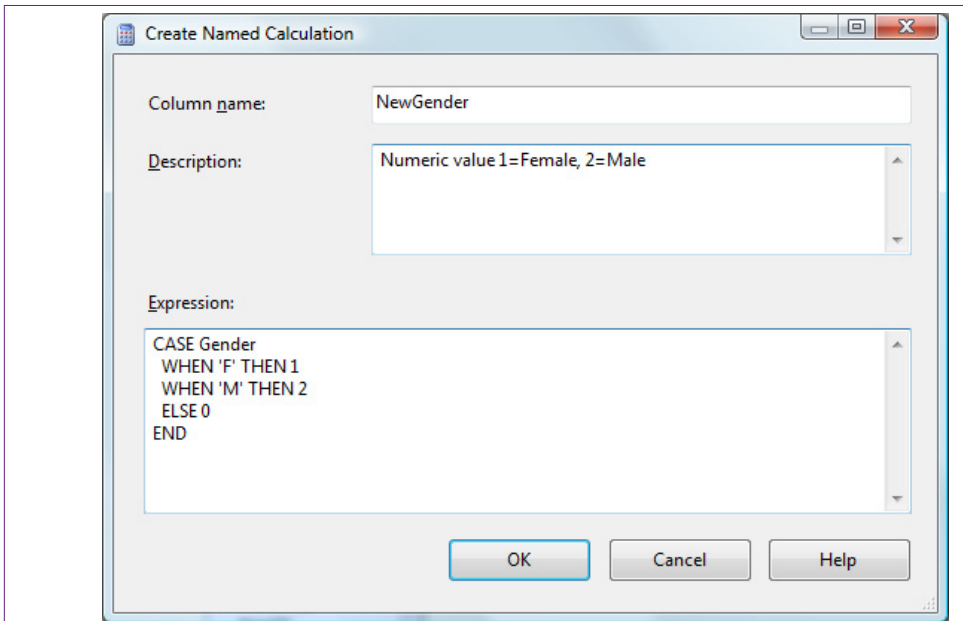 Create Named Calculation
Column name:
NewGender
Description:
Numeric value 1=Female, 2=Male
Expression:
CASE Gender
WHEN 'F' THEN 1
WHEN 'M' THEN 2
ELSE 0
END
OK
Cancel
Help